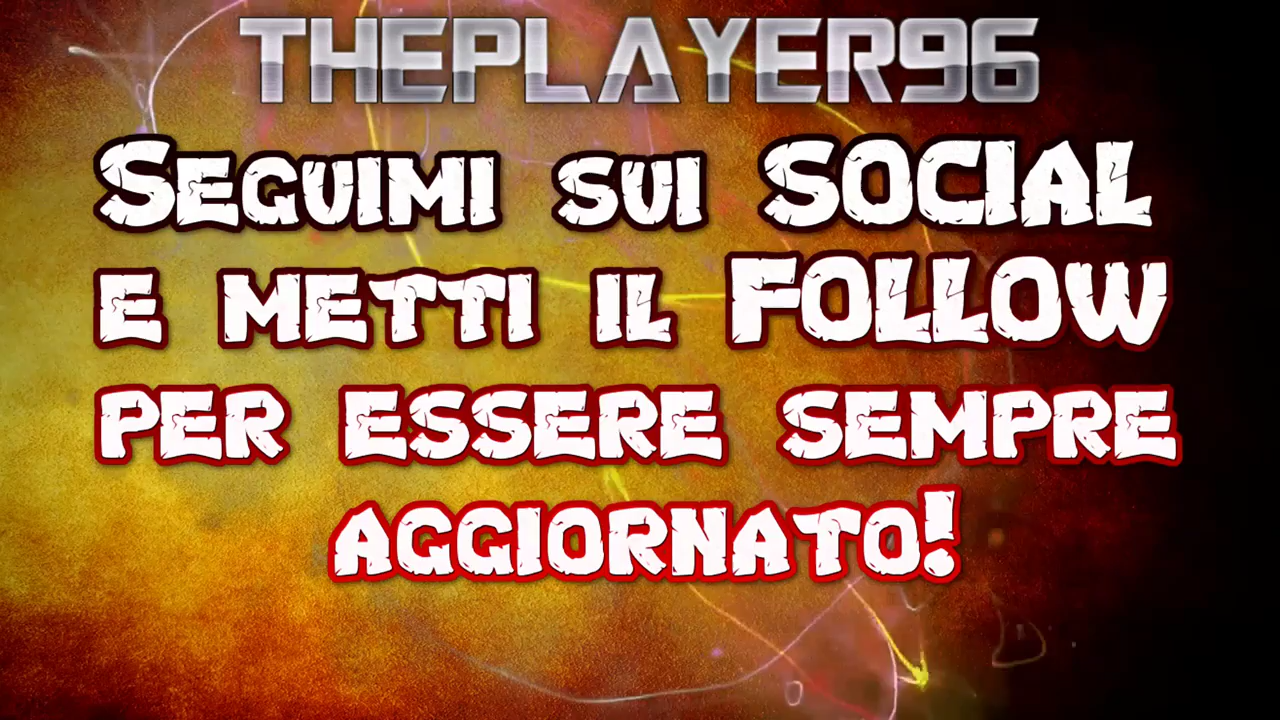 THEPLAYER96
Seguimi sui SOCIAL
e metti il FOLLOW
per essere sempre
aggiornato!